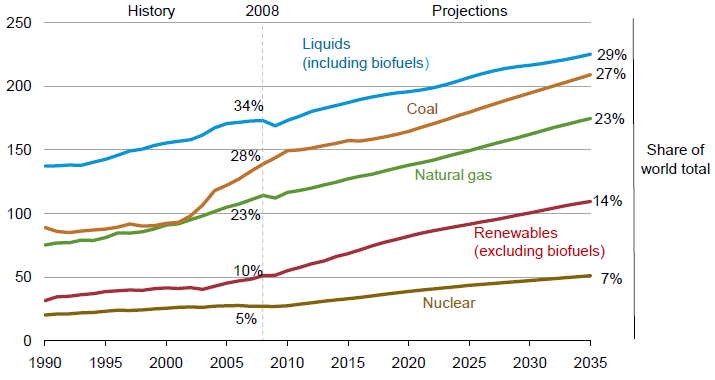 History 2008 Projections
250
Liquids
(including biofuels)
29%
27%
200
34%
Coal
23%
150
28%
Natural gas
Share of
world total
100
23%
14%
Renewables
(excluding biofuels)
10%
50
Nuclear
7%
5%
0
1990 1995 2000 2005 2010 2015 2020 2025 2030 2035